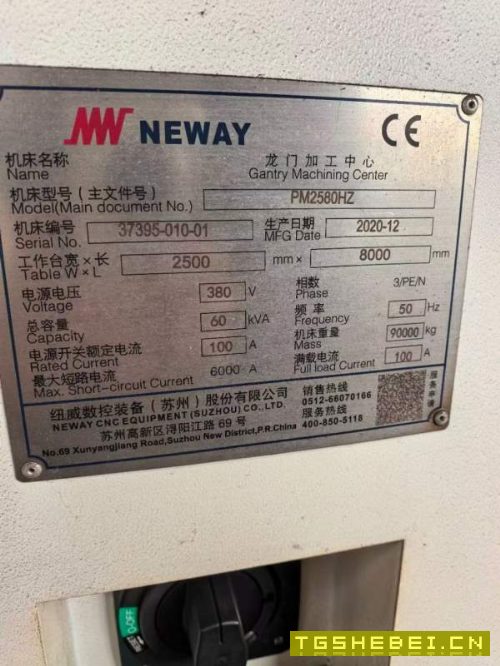 NEWAY CE
机床名称 龙门加工中心
Name Gantry Machining Center
机床型号(主文件号) PM2580HZ
Model(Main document No.)
机床编号 37395-010-01 生产日期 2020-12
Serial No. MFG Date
工作台宽×长 2500 mm× 8000 mm
Table W×L
电源电压 380 V 相数 3/PE/N
Voltage Phase
总容量 60 kVA 频率 50 Hz
Capacity Frequency
电源开关额定电流 100 A 机床重量 90000 kg
Rated Current Machine Weight
最大短路电流 6000 A 满载电流 100 A
Max. Short-circuit Current Full load Current
纽威数控装备(苏州)股份有限公司 销售热线
NEWAY CNC EQUIPMENT (SUZHOU) CO.,LTD. 0512-66070166
苏州高新区浔阳江路 69 号 服务热线
No.69 Xunyangjiang Road,Suzhou New District,P.R.China 400-850-5118
服务申请
O-OFF
TGSHEBEI.CN